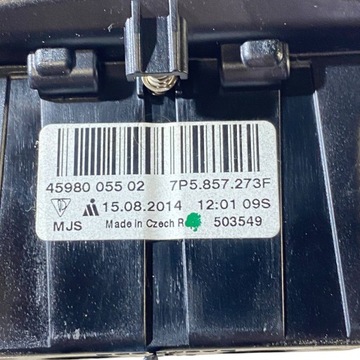 45980 055 02 7P5.857.273F
15.08.2014 12:01 09S
MJS Made in Czech R 503549